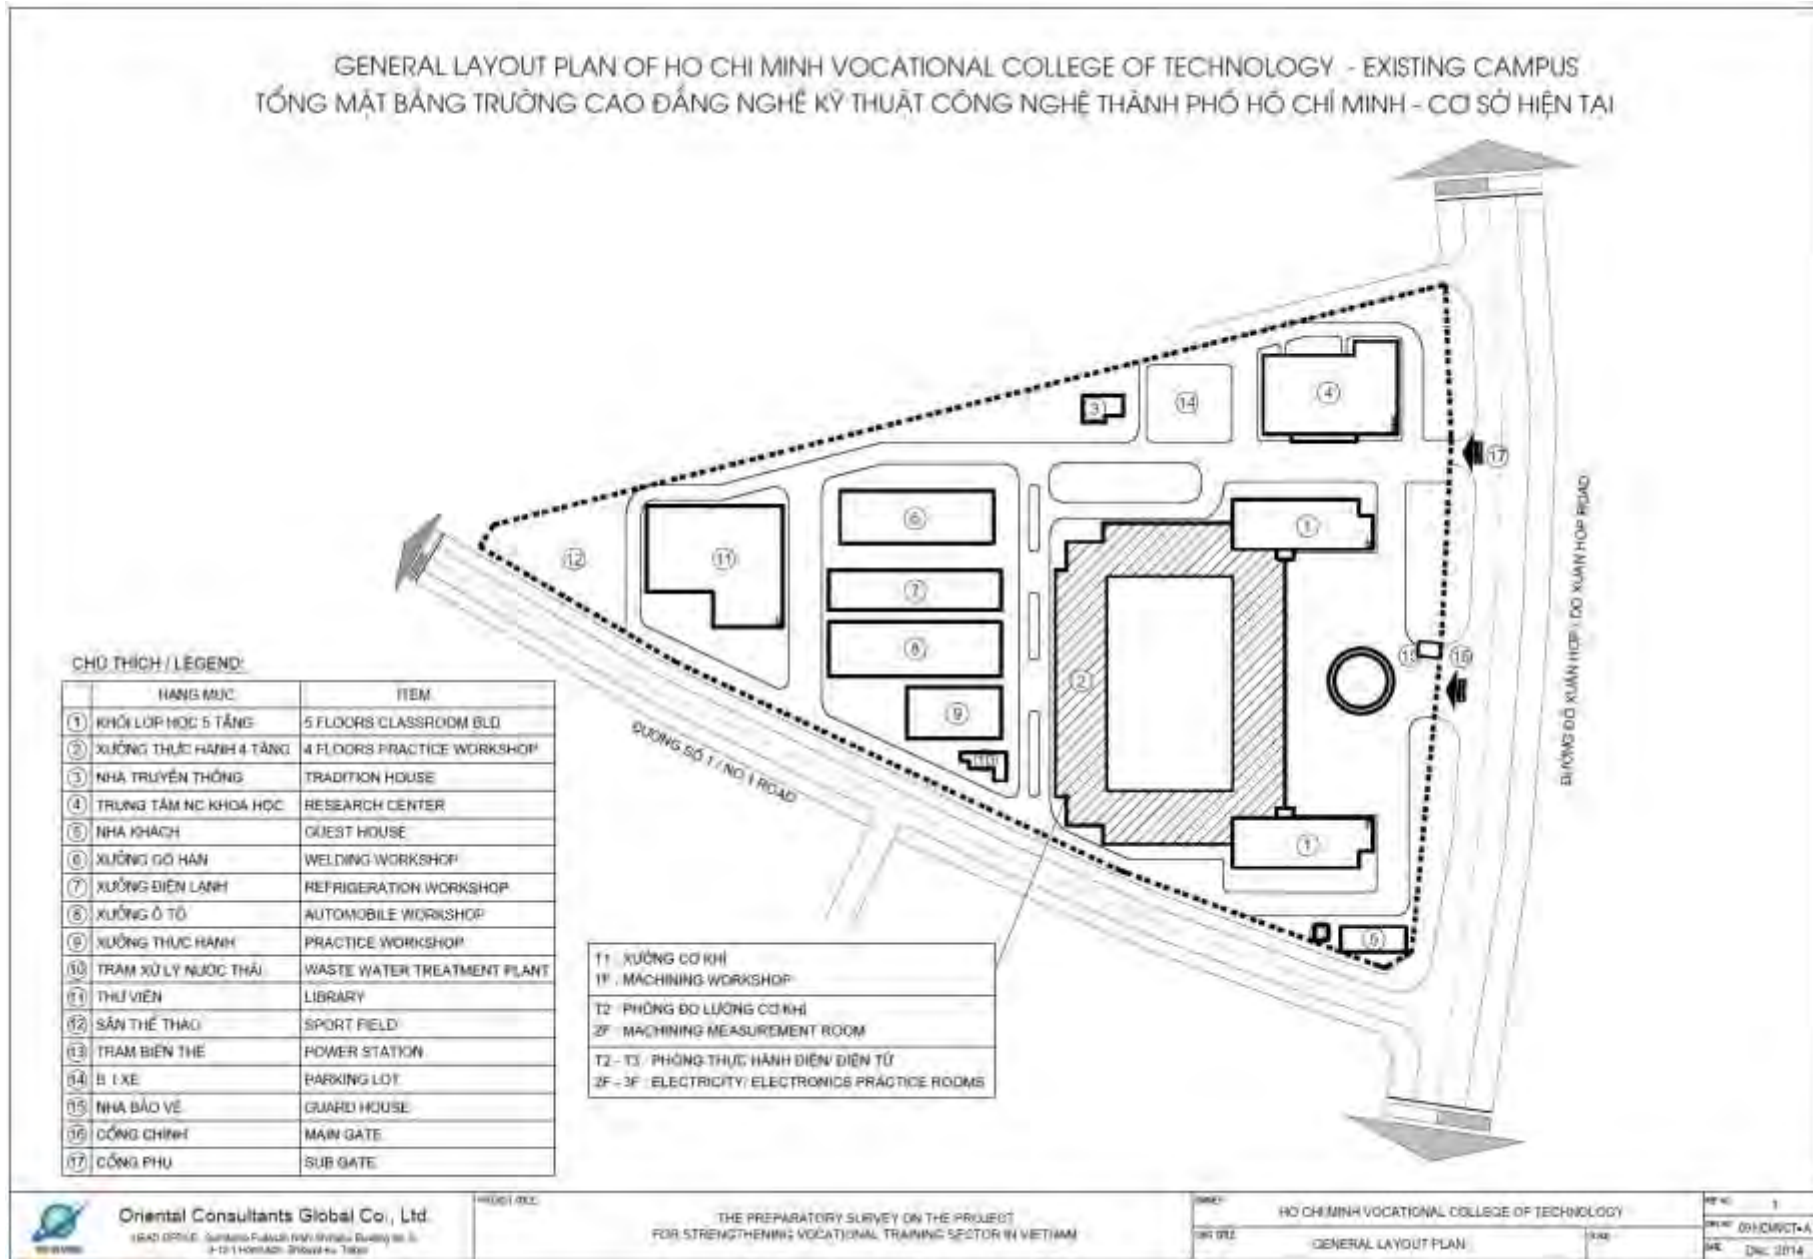 GENERAL LAYOUT PLAN OF HO CHI MINH VOCATIONAL COLLEGE OF TECHNOLOGY - EXISTING CAMPUS
TỔNG MẶT BẰNG TRƯỜNG CAO ĐẲNG NGHỀ KỸ THUẬT CÔNG NGHỆ THÀNH PHỐ HỒ CHÍ MINH - CƠ SỞ HIỆN TẠI
4
3
14
17
6
1
12
11
7
8
15
16
2
9
10
1
5
ĐƯỜNG ĐỖ XUÂN HỢP / DO XUAN HOP ROAD
ĐƯỜNG SỐ 1 / NO 1 ROAD
CHÚ THÍCH / LEGEND:
HẠNG MỤC ITEM
1 KHỐI LỚP HỌC 5 TẦNG 5 FLOORS CLASSROOM BLD
2 XƯỞNG THỰC HÀNH 4 TẦNG 4 FLOORS PRACTICE WORKSHOP
3 NHÀ TRUYỀN THỐNG TRADITION HOUSE
4 TRUNG TÂM NC KHOA HỌC RESEARCH CENTER
5 NHÀ KHÁCH GUEST HOUSE
6 XƯỞNG GÒ HÀN WELDING WORKSHOP
7 XƯỞNG ĐIỆN LẠNH REFRIGERATION WORKSHOP
8 XƯỞNG Ô TÔ AUTOMOBILE WORKSHOP
9 XƯỞNG THỰC HÀNH PRACTICE WORKSHOP
10 TRẠM XỬ LÝ NƯỚC THẢI WASTE WATER TREATMENT PLANT
11 THƯ VIỆN LIBRARY
12 SÂN THỂ THAO SPORT FIELD
13 TRẠM BIẾN THẾ POWER STATION
14 XE PARKING LOT
15 NHÀ BẢO VỆ GUARD HOUSE
16 CỔNG CHÍNH MAIN GATE
17 CỔNG PHỤ SUB GATE
T1 : XƯỞNG CƠ KHÍ
1F : MACHINING WORKSHOP
T2 : PHÒNG ĐO LƯỜNG CƠ KHÍ
2F : MACHINING MEASUREMENT ROOM
T2 - T3 : PHÒNG THỰC HÀNH ĐIỆN/ ĐIỆN TỬ
2F - 3F : ELECTRICITY/ ELECTRONICS PRACTICE ROOMS
Oriental Consultants Global Co., Ltd.
PROJECT TITLE:
THE PREPARATORY SURVEY ON THE PROJECT
FOR STRENGTHENING VOCATIONAL TRAINING SECTOR IN VIETNAM
HO CHI MINH VOCATIONAL COLLEGE OF TECHNOLOGY
GENERAL LAYOUT PLAN
1
Dec. 2014